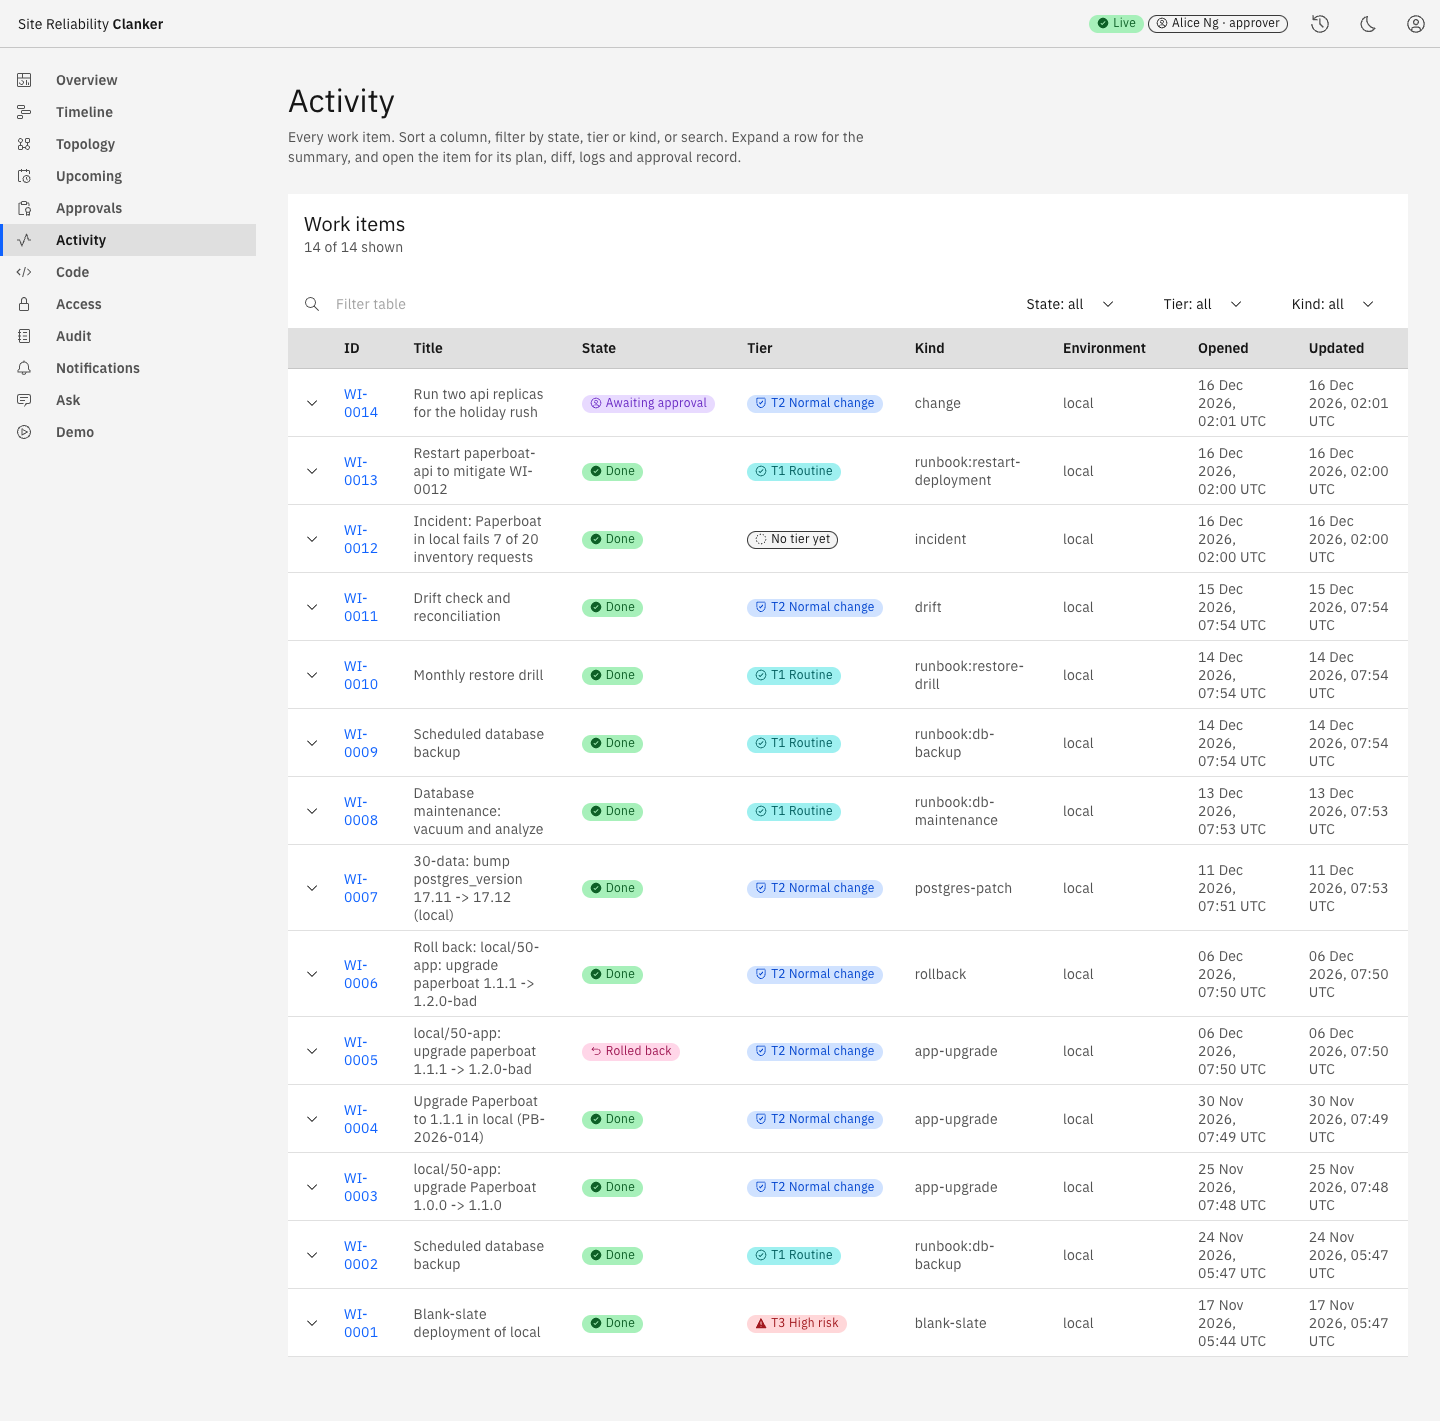 Site Reliability Clanker
Live
Alice Ng · approver
Overview
Timeline
Topology
Upcoming
Approvals
Activity
Code
Access
Audit
Notifications
Ask
Demo
Activity
Every work item. Sort a column, filter by state, tier or kind, or search. Expand a row for the
summary, and open the item for its plan, diff, logs and approval record.
Work items
14 of 14 shown
Filter table
State: all
Tier: all
Kind: all
ID Title State Tier Kind Environment Opened Updated
WI-
0014
Run two api replicas
for the holiday rush
Awaiting approval
T2 Normal change
change
local
16 Dec
2026,
02:01 UTC
16 Dec
2026, 02:01
UTC
WI-
0013
Restart paperboat-
api to mitigate WI-
0012
Done
T1 Routine
runbook:restart-
deployment
local
16 Dec
2026,
02:00 UTC
16 Dec
2026, 02:00
UTC
WI-
0012
Incident: Paperboat
in local fails 7 of 20
inventory requests
Done
No tier yet
incident
local
16 Dec
2026,
02:00 UTC
16 Dec
2026, 02:00
UTC
WI-
0011
Drift check and
reconciliation
Done
T2 Normal change
drift
local
15 Dec
2026,
07:54 UTC
15 Dec
2026, 07:54
UTC
WI-
0010
Monthly restore drill
Done
T1 Routine
runbook:restore-
drill
local
14 Dec
2026,
07:54 UTC
14 Dec
2026, 07:54
UTC
WI-
0009
Scheduled database
backup
Done
T1 Routine
runbook:db-
backup
local
14 Dec
2026,
07:54 UTC
14 Dec
2026, 07:54
UTC
WI-
0008
Database
maintenance:
vacuum and analyze
Done
T1 Routine
runbook:db-
maintenance
local
13 Dec
2026,
07:53 UTC
13 Dec
2026, 07:53
UTC
WI-
0007
30-data: bump
postgres_version
17.11 -> 17.12
(local)
Done
T2 Normal change
postgres-patch
local
11 Dec
2026,
07:51 UTC
11 Dec
2026, 07:53
UTC
WI-
0006
Roll back: local/50-
app: upgrade
paperboat 1.1.1 ->
1.2.0-bad
Done
T2 Normal change
rollback
local
06 Dec
2026,
07:50 UTC
06 Dec
2026, 07:50
UTC
WI-
0005
local/50-app:
upgrade paperboat
1.1.1 -> 1.2.0-bad
Rolled back
T2 Normal change
app-upgrade
local
06 Dec
2026,
07:50 UTC
06 Dec
2026, 07:50
UTC
WI-
0004
Upgrade Paperboat
to 1.1.1 in local (PB-
2026-014)
Done
T2 Normal change
app-upgrade
local
30 Nov
2026,
07:49 UTC
30 Nov
2026, 07:49
UTC
WI-
0003
local/50-app:
upgrade Paperboat
1.0.0 -> 1.1.0
Done
T2 Normal change
app-upgrade
local
25 Nov
2026,
07:48 UTC
25 Nov
2026, 07:48
UTC
WI-
0002
Scheduled database
backup
Done
T1 Routine
runbook:db-
backup
local
24 Nov
2026,
05:47 UTC
24 Nov
2026, 05:47
UTC
WI-
0001
Blank-slate
deployment of local
Done
T3 High risk
blank-slate
local
17 Nov
2026,
05:44 UTC
17 Nov
2026, 05:47
UTC